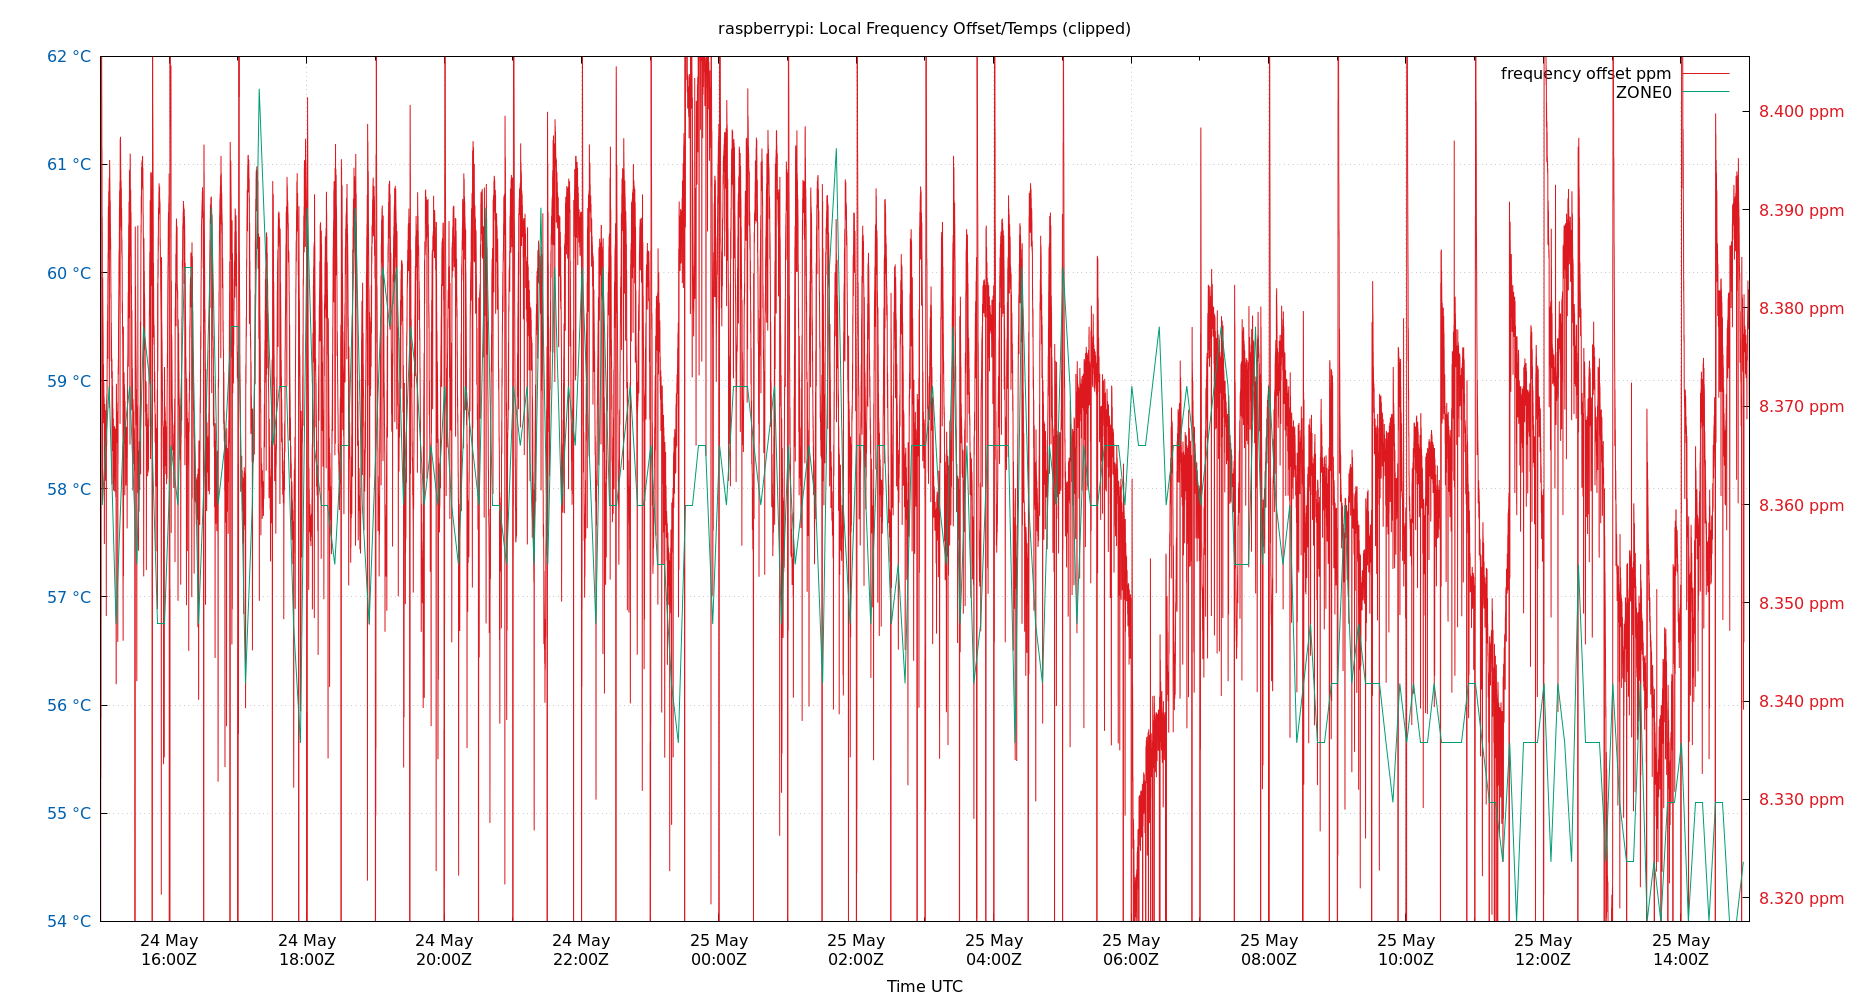 raspberrypi: Local Frequency Offset/Temps (clipped)
frequency offset ppm
ZONE0
62 °C
61 °C
60 °C
59 °C
58 °C
57 °C
56 °C
55 °C
54 °C
8.400 ppm
8.390 ppm
8.380 ppm
8.370 ppm
8.360 ppm
8.350 ppm
8.340 ppm
8.330 ppm
8.320 ppm
24 May
16:00Z
24 May
18:00Z
24 May
20:00Z
24 May
22:00Z
25 May
00:00Z
25 May
02:00Z
25 May
04:00Z
25 May
06:00Z
25 May
08:00Z
25 May
10:00Z
25 May
12:00Z
25 May
14:00Z
Time UTC